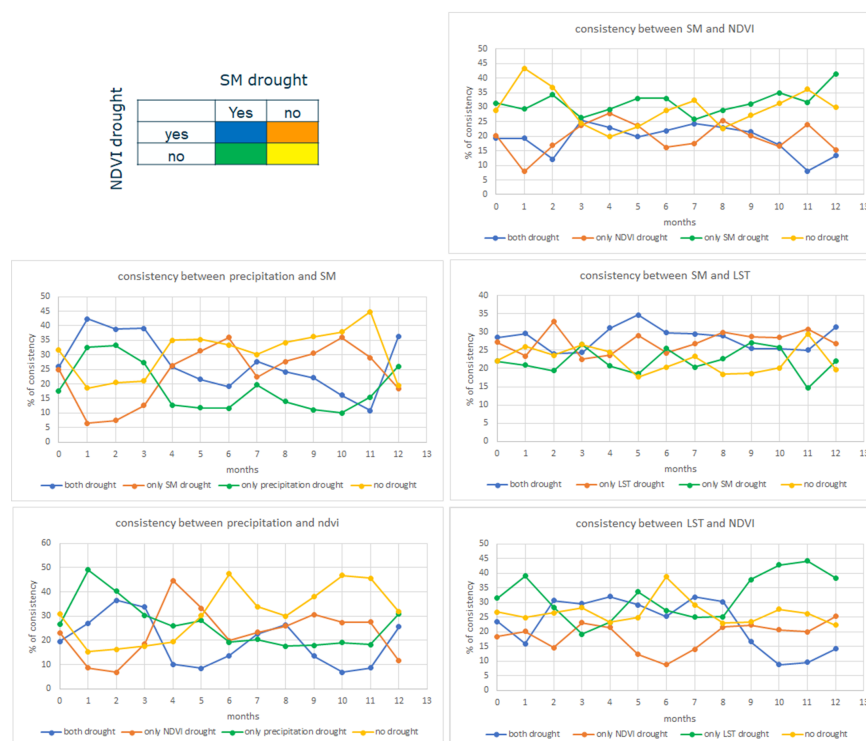 SM drought
NDVI drought
Yes no
yes
no
consistency between SM and NDVI
% of consistency
50
45
40
35
30
25
20
15
10
5
0
0 1 2 3 4 5 6 7 8 9 10 11 12 13
months
both drought only NDVI drought only SM drought no drought
consistency between precipitation and SM
% of consistency
50
45
40
35
30
25
20
15
10
5
0
0 1 2 3 4 5 6 7 8 9 10 11 12 13
months
both drought only SM drought only precipitation drought no drought
consistency between SM and LST
% of consistency
40
35
30
25
20
15
10
5
0
0 1 2 3 4 5 6 7 8 9 10 11 12 13
months
both drought only LST drought only SM drought no drought
consistency between precipitation and ndvi
% of consistency
60
50
40
30
20
10
0
0 1 2 3 4 5 6 7 8 9 10 11 12 13
months
both drought only NDVI drought only precipitation drought no drought
consistency between LST and NDVI
% of consistency
50
45
40
35
30
25
20
15
10
5
0
0 1 2 3 4 5 6 7 8 9 10 11 12 13
months
both drought only NDVI drought only LST drought no drought